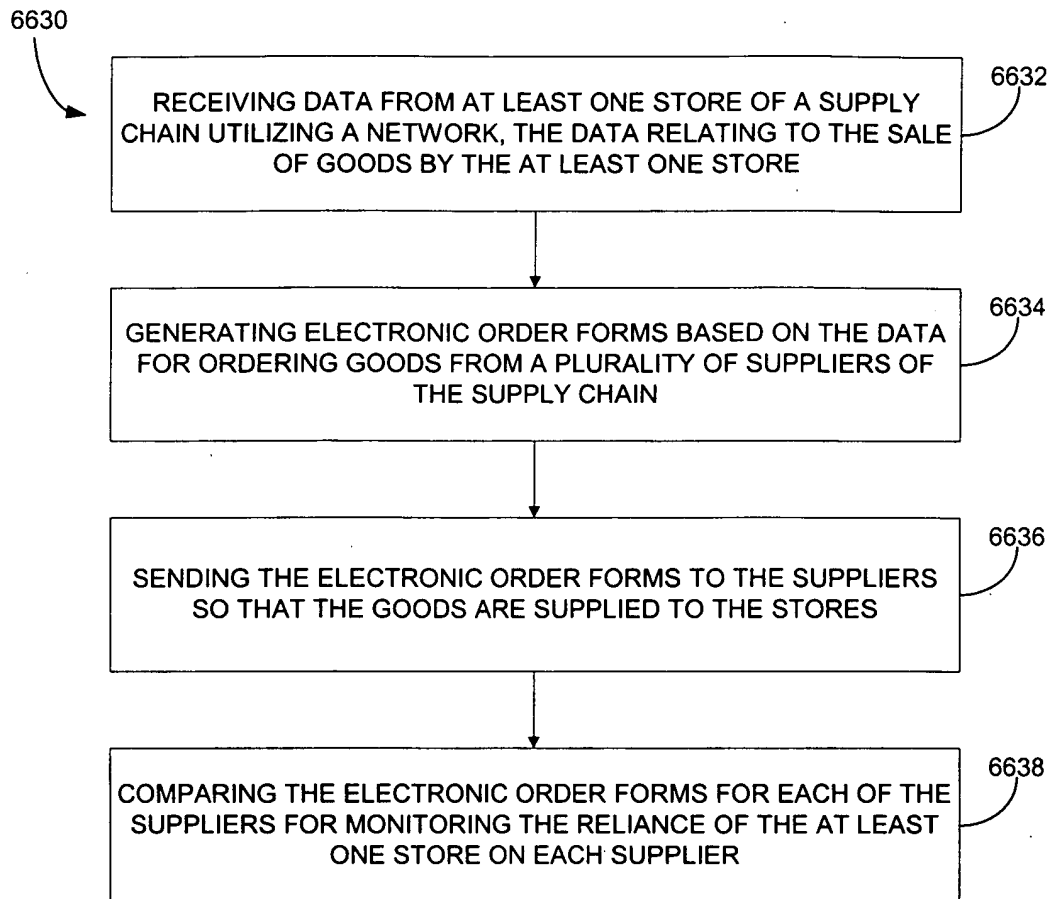 6630
RECEIVING DATA FROM AT LEAST ONE STORE OF A SUPPLY
CHAIN UTILIZING A NETWORK, THE DATA RELATING TO THE SALE
OF GOODS BY THE AT LEAST ONE STORE
6632
GENERATING ELECTRONIC ORDER FORMS BASED ON THE DATA
FOR ORDERING GOODS FROM A PLURALITY OF SUPPLIERS OF
THE SUPPLY CHAIN
6634
SENDING THE ELECTRONIC ORDER FORMS TO THE SUPPLIERS
SO THAT THE GOODS ARE SUPPLIED TO THE STORES
6636
COMPARING THE ELECTRONIC ORDER FORMS FOR EACH OF THE
SUPPLIERS FOR MONITORING THE RELIANCE OF THE AT LEAST
ONE STORE ON EACH SUPPLIER
6638